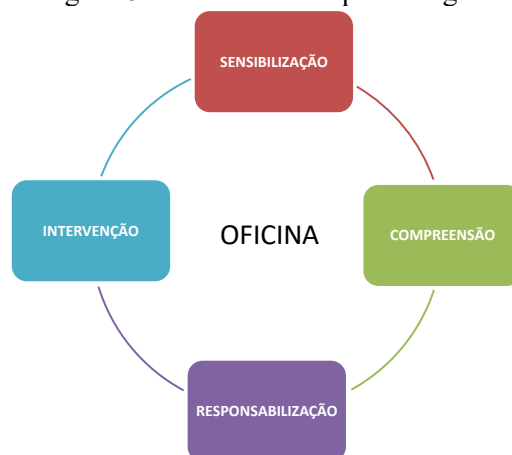 SENSIBILIZAÇÃO
INTERVENÇÃO
OFICINA
COMPREENSÃO
RESPONSABILIZAÇÃO